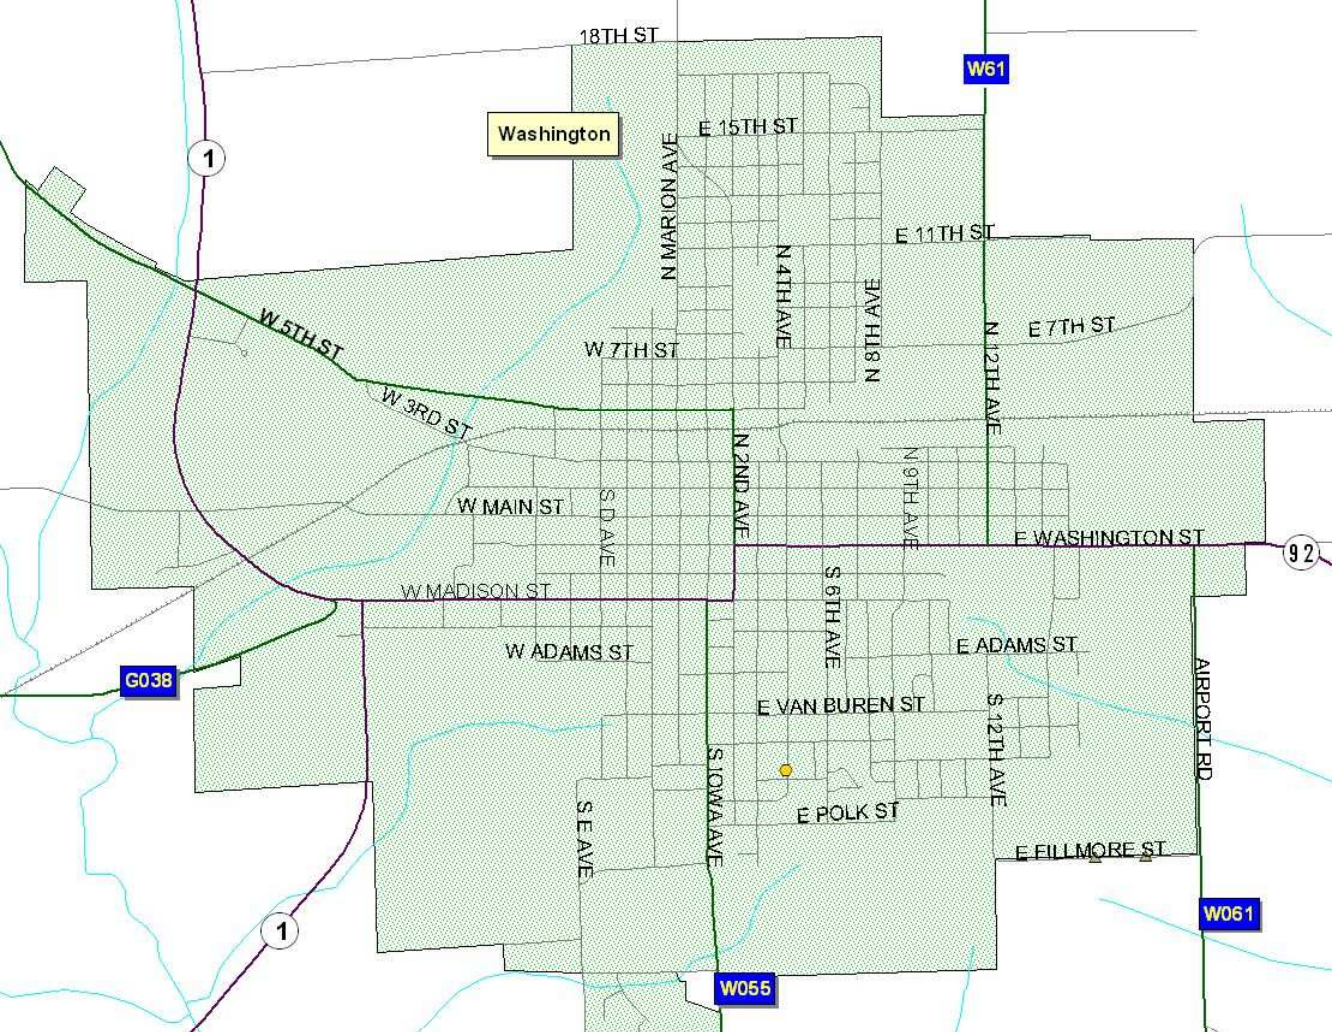 18TH ST
W61
Washington
E 15TH ST
1
N MARION AVE
E 11TH ST
N 4TH AVE
N 8TH AVE
W 5TH ST
E 7TH ST
W 7TH ST
N 12TH AVE
W 3RD ST
N 2ND AVE
N 9TH AVE
W MAIN ST
S D AVE
E WASHINGTON ST
92
W MADISON ST
S 6TH AVE
W ADAMS ST
E ADAMS ST
G038
AIRPORT RD
E VAN BUREN ST
S 12TH AVE
S IOWA AVE
E POLK ST
S E AVE
E FILLMORE ST
W061
1
W055